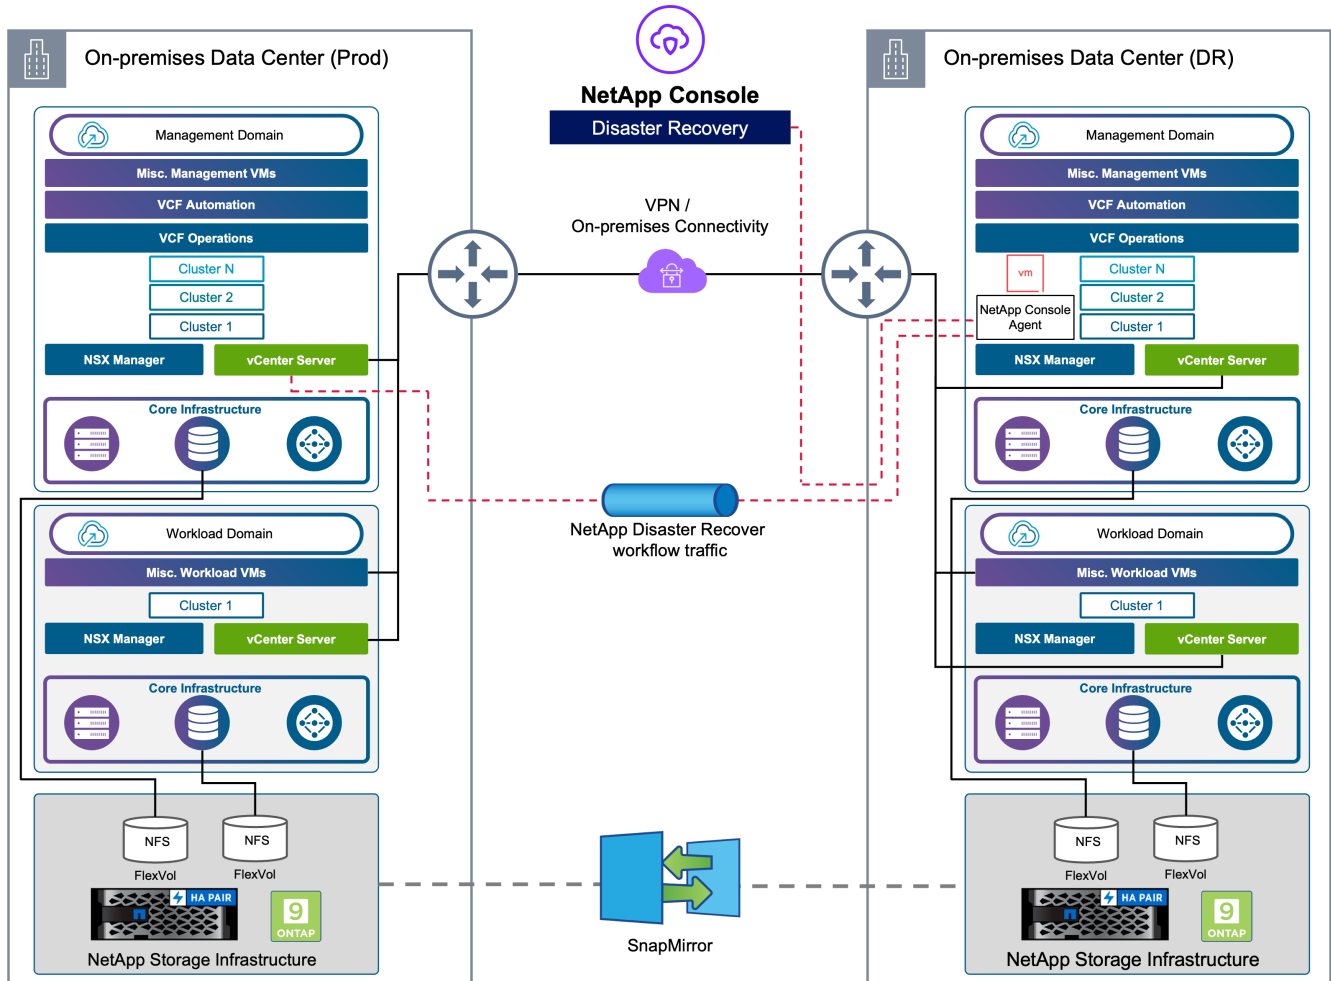 On-premises Data Center (Prod)
Management Domain
Misc. Management VMs
VCF Automation
VCF Operations
Cluster N
Cluster 2
Cluster 1
NSX Manager
vCenter Server
Core Infrastructure
Workload Domain
Misc. Workload VMs
Cluster 1
NSX Manager
vCenter Server
Core Infrastructure
NFS
NFS
FlexVol
FlexVol
HA PAIR
9
ONTAP
NetApp Storage Infrastructure
NetApp Console
Disaster Recovery
VPN /
On-premises Connectivity
NetApp Disaster Recover
workflow traffic
SnapMirror
On-premises Data Center (DR)
Management Domain
Misc. Management VMs
VCF Automation
VCF Operations
vm
NetApp Console
Agent
Cluster N
Cluster 2
Cluster 1
NSX Manager
vCenter Server
Core Infrastructure
Workload Domain
Misc. Workload VMs
Cluster 1
NSX Manager
vCenter Server
Core Infrastructure
NFS
NFS
FlexVol
FlexVol
HA PAIR
9
ONTAP
NetApp Storage Infrastructure